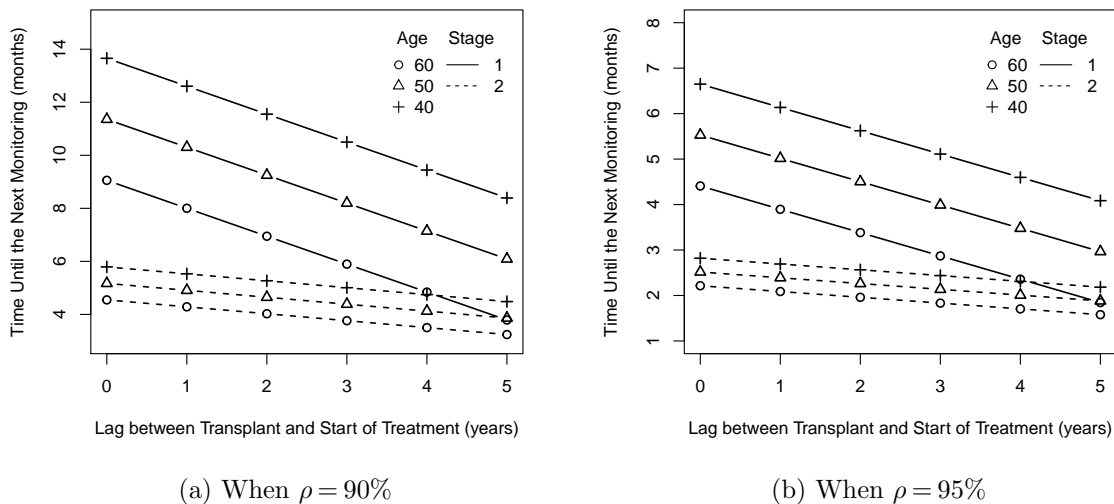 Time Until the Next Monitoring (months)
4 6 8 10 12 14
Age Stage
60 1
50 2
40
0 1 2 3 4 5
Lag between Transplant and Start of Treatment (years)
(a) When ρ = 90%
Time Until the Next Monitoring (months)
1 2 3 4 5 6 7 8
Age Stage
60 1
50 2
40
0 1 2 3 4 5
Lag between Transplant and Start of Treatment (years)
(b) When ρ = 95%